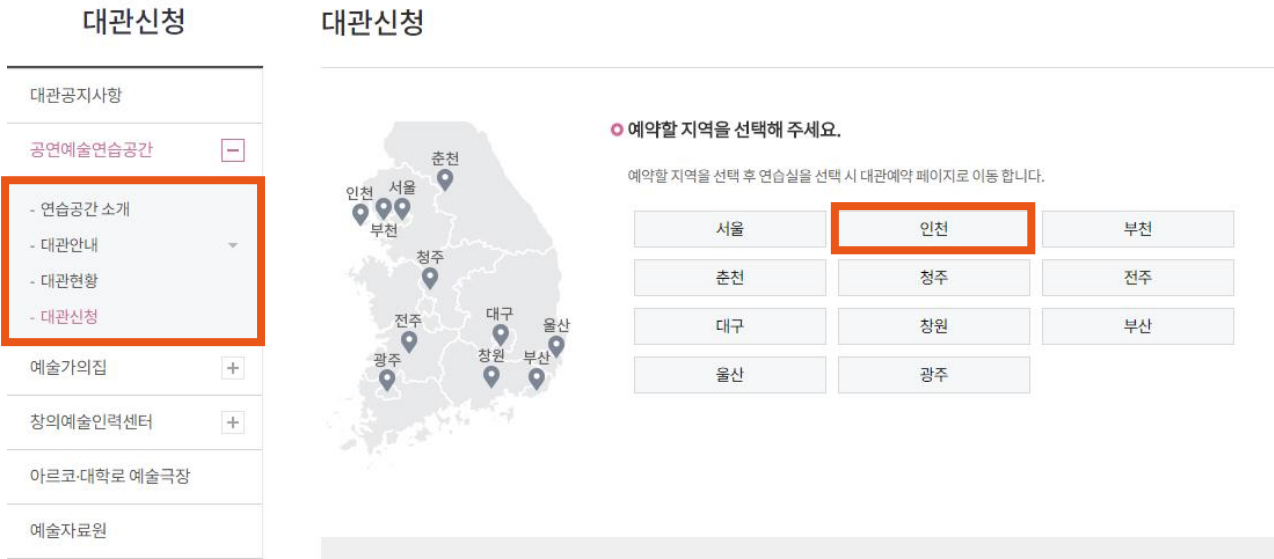 대관신청
대관공지사항
공연예술연습공간
- 연습공간 소개
- 대관안내
- 대관현황
- 대관신청
예술가의집
창의예술인력센터
아르코·대학로 예술극장
예술자료원
대관신청
춘천
인천 서울
부천
청주
전주
대구
울산
광주
창원 부산
예약할 지역을 선택해 주세요.
예약할 지역을 선택 후 연습실을 선택 시 대관예약 페이지로 이동 합니다.
서울 인천 부천
춘천 청주 전주
대구 창원 부산
울산 광주